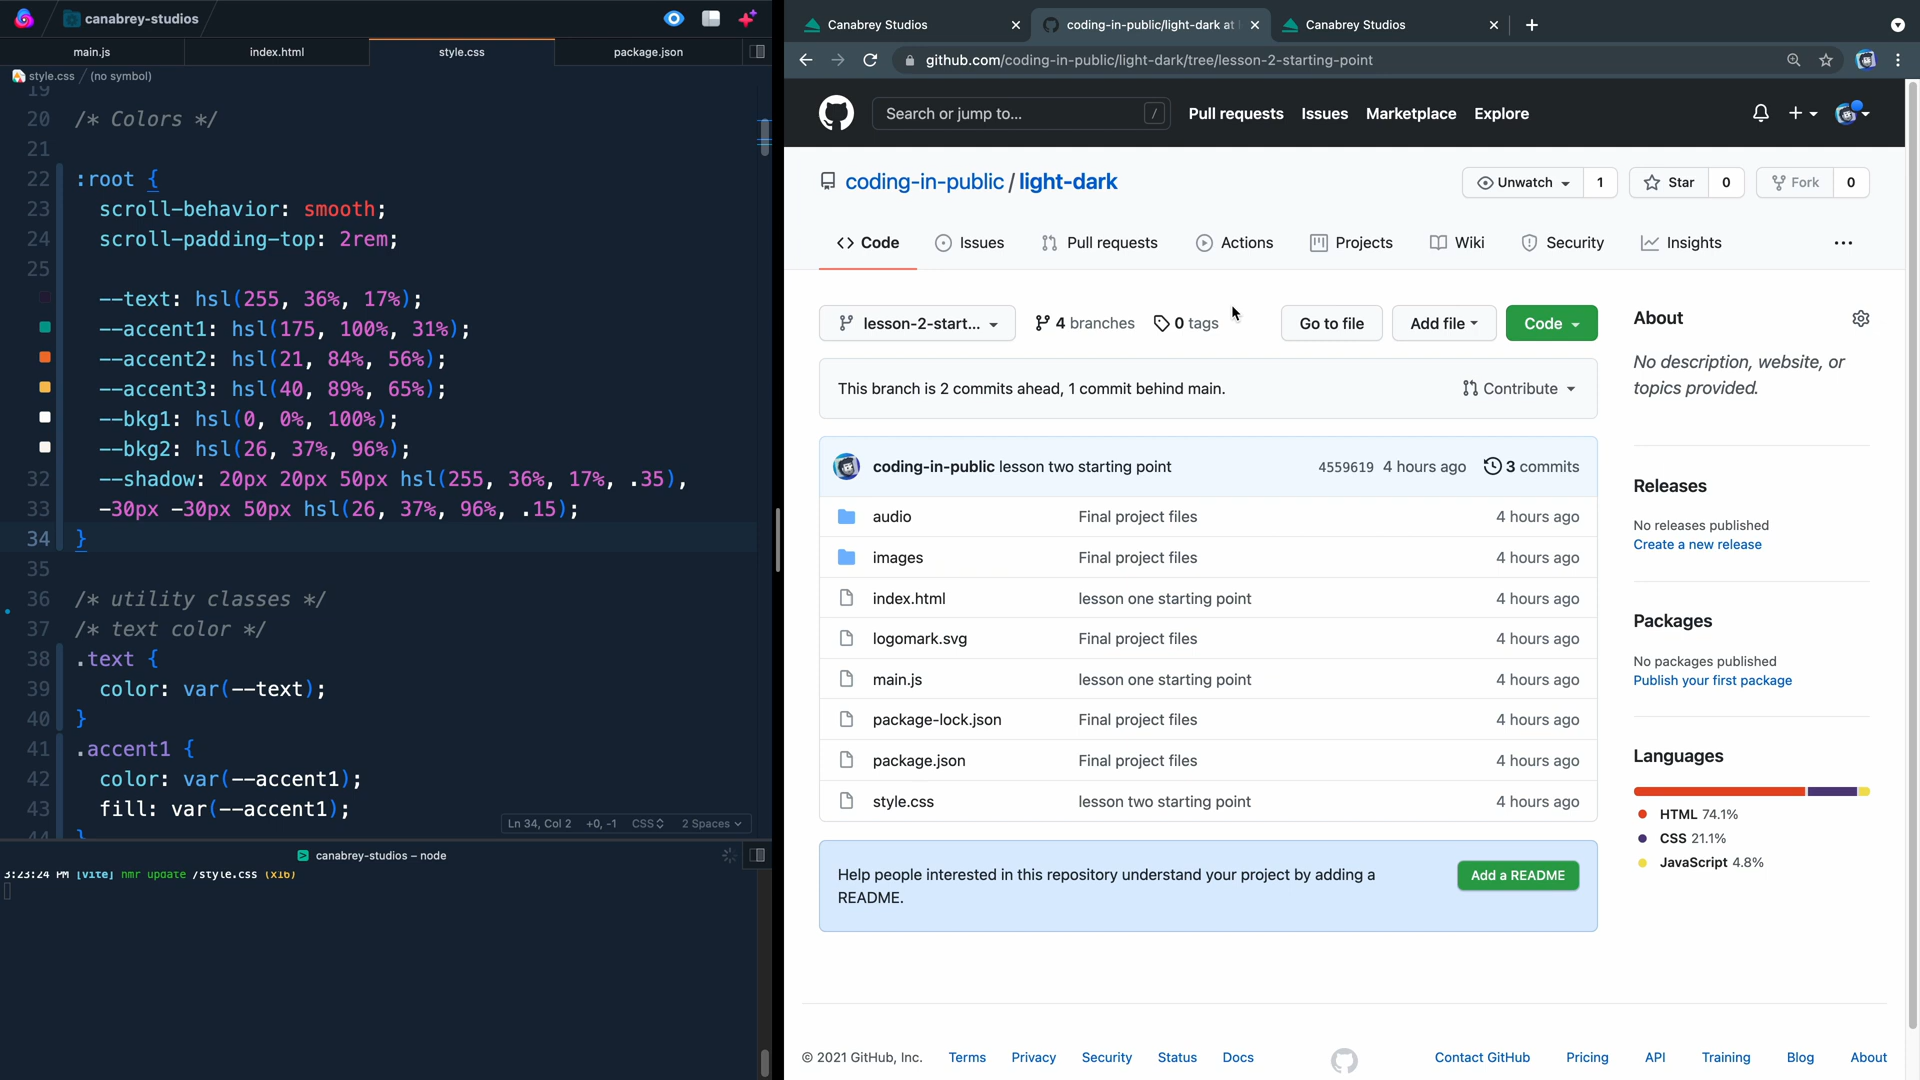 canabrey-studios
main.js
index.html
style.css
package.json
style.css / (no symbol)
19
20 /* Colors */
21
22 :root {
23 scroll-behavior: smooth;
24 scroll-padding-top: 2rem;
25
--text: hsl(255, 36%, 17%);
--accent1: hsl(175, 100%, 31%);
--accent2: hsl(21, 84%, 56%);
--accent3: hsl(40, 89%, 65%);
--bkg1: hsl(0, 0%, 100%);
--bkg2: hsl(26, 37%, 96%);
32 --shadow: 20px 20px 50px hsl(255, 36%, 17%, .35),
33 -30px -30px 50px hsl(26, 37%, 96%, .15);
34 }
35
36 /* utility classes */
37 /* text color */
38 .text {
39 color: var(--text);
40 }
41 .accent1 {
42 color: var(--accent1);
43 fill: var(--accent1);
44 }
Ln 34, Col 2 +0, -1 CSS 2 Spaces
canabrey-studios – node
3:23:24 PM [vite] hmr update /style.css (x16)
Canabrey Studios
coding-in-public/light-dark at
Canabrey Studios
github.com/coding-in-public/light-dark/tree/lesson-2-starting-point
Search or jump to... /
Pull requests Issues Marketplace Explore
coding-in-public / light-dark
Unwatch 1 Star 0 Fork 0
Code Issues Pull requests Actions Projects Wiki Security Insights
lesson-2-start... 4 branches 0 tags Go to file Add file Code
This branch is 2 commits ahead, 1 commit behind main. Contribute
coding-in-public lesson two starting point 4559619 4 hours ago 3 commits
audio Final project files 4 hours ago
images Final project files 4 hours ago
index.html lesson one starting point 4 hours ago
logomark.svg Final project files 4 hours ago
main.js lesson one starting point 4 hours ago
package-lock.json Final project files 4 hours ago
package.json Final project files 4 hours ago
style.css lesson two starting point 4 hours ago
Help people interested in this repository understand your project by adding a
README.
Add a README
About
No description, website, or
topics provided.
Releases
No releases published
Create a new release
Packages
No packages published
Publish your first package
Languages
HTML 74.1%
CSS 21.1%
JavaScript 4.8%
© 2021 GitHub, Inc. Terms Privacy Security Status Docs Contact GitHub Pricing API Training Blog About